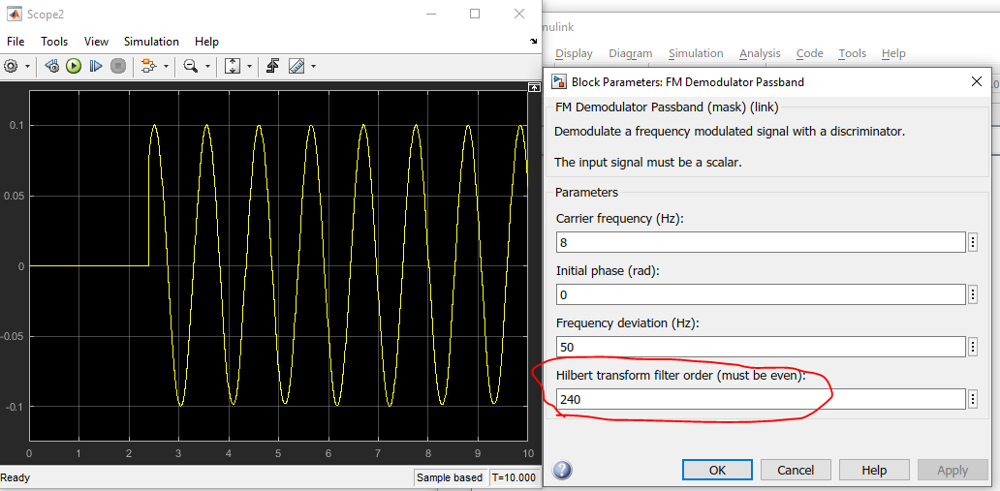 Scope2
File Tools View Simulation Help
0.1
0.05
0
-0.05
-0.1
0 1 2 3 4 5 6 7 8 9 10
Ready
Sample based
T=10.000
mulink
Display Diagram Simulation Analysis Code Tools Help
Block Parameters: FM Demodulator Passband
FM Demodulator Passband (mask) (link)
Demodulate a frequency modulated signal with a discriminator.
The input signal must be a scalar.
Parameters
Carrier frequency (Hz):
8
Initial phase (rad):
0
Frequency deviation (Hz):
50
Hilbert transform filter order (must be even):
240
OK Cancel Help Apply